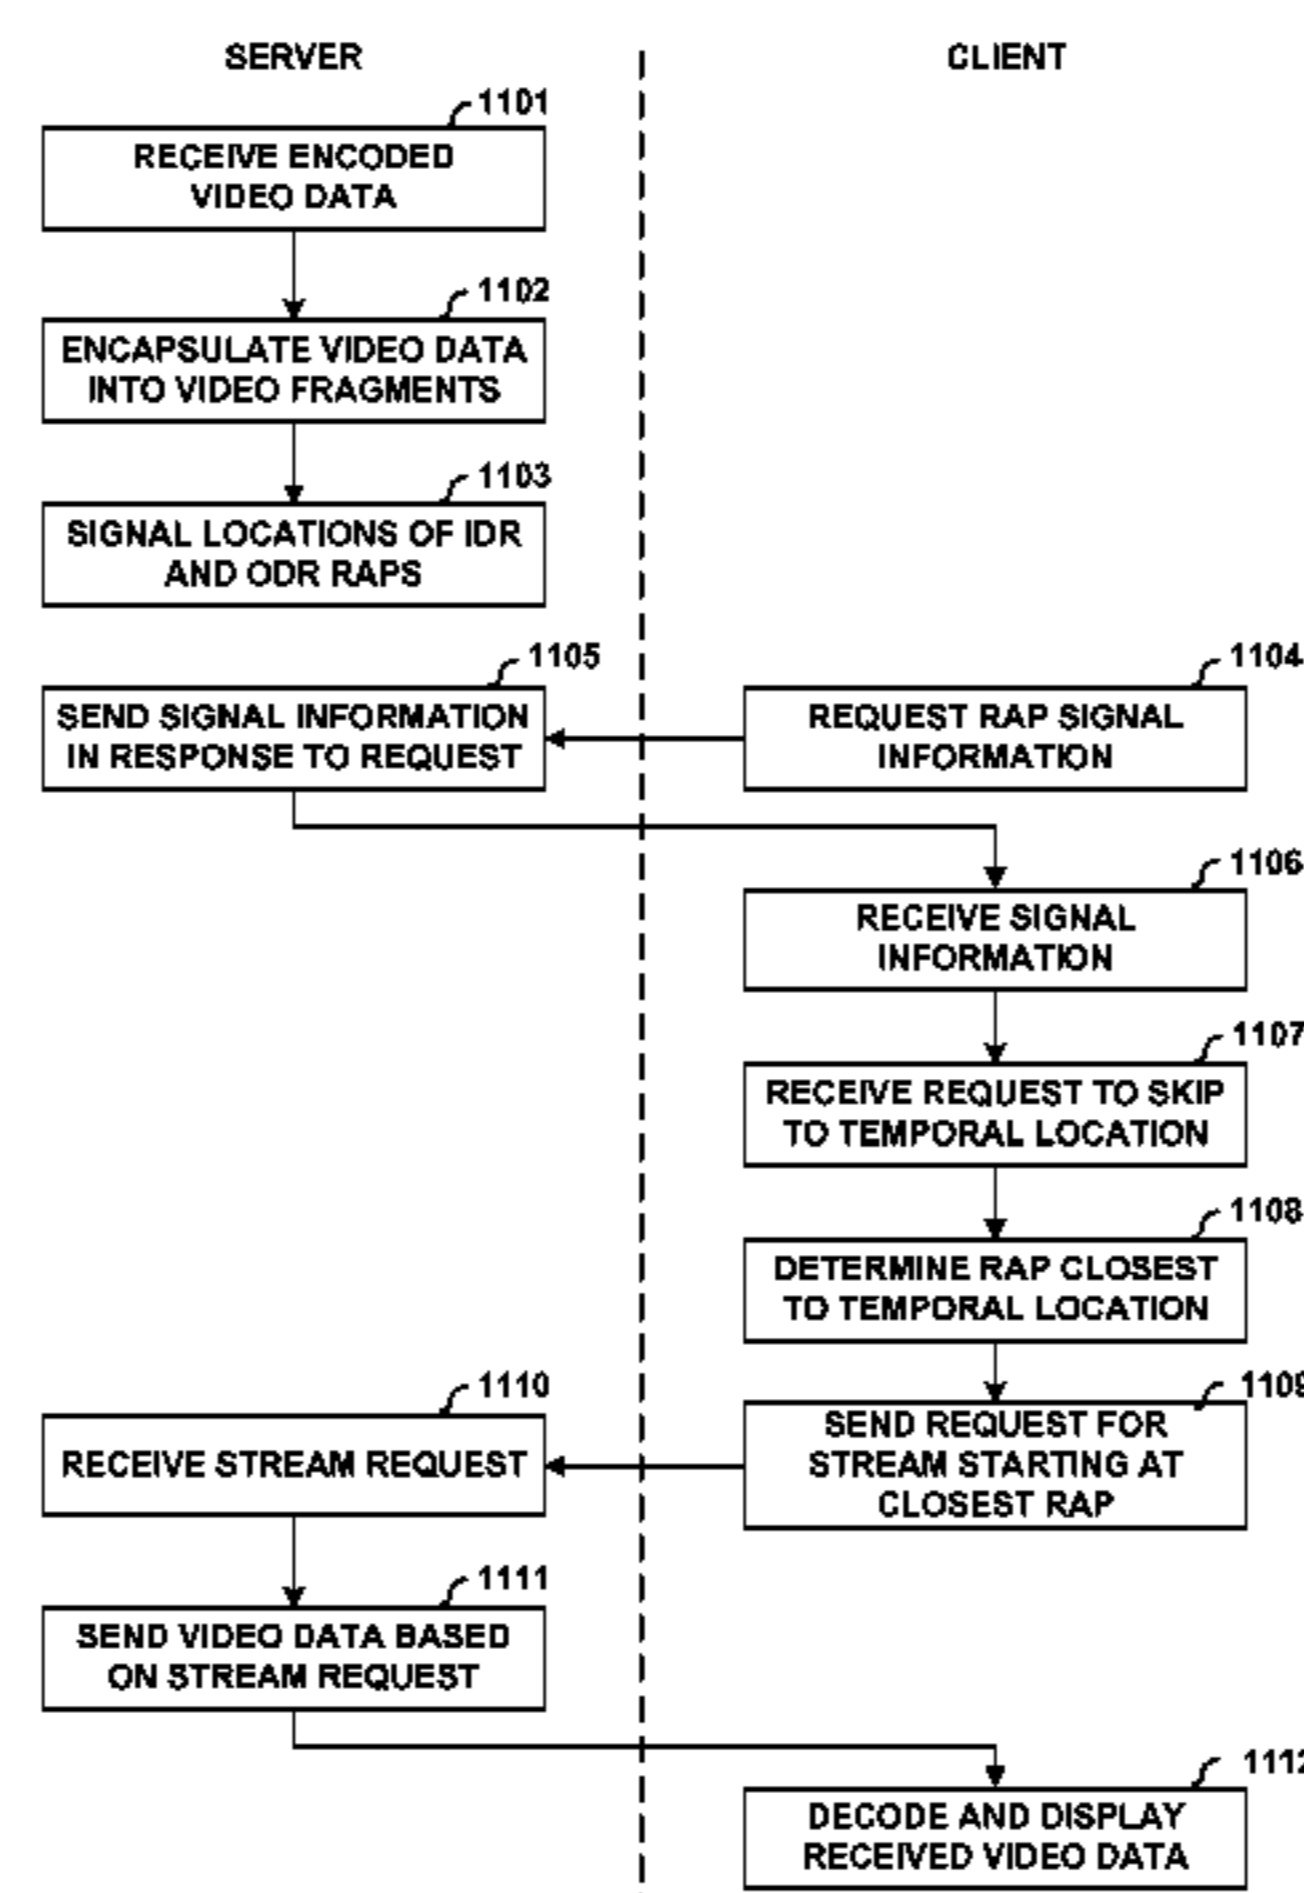 SERVER
CLIENT
1101
RECEIVE ENCODED
VIDEO DATA
1102
ENCAPSULATE VIDEO DATA
INTO VIDEO FRAGMENTS
1103
SIGNAL LOCATIONS OF IDR
AND ODR RAPS
1105
SEND SIGNAL INFORMATION
IN RESPONSE TO REQUEST
1104
REQUEST RAP SIGNAL
INFORMATION
1106
RECEIVE SIGNAL
INFORMATION
1107
RECEIVE REQUEST TO SKIP
TO TEMPORAL LOCATION
1108
DETERMINE RAP CLOSEST
TO TEMPORAL LOCATION
1109
SEND REQUEST FOR
STREAM STARTING AT
CLOSEST RAP
1110
RECEIVE STREAM REQUEST
1111
SEND VIDEO DATA BASED
ON STREAM REQUEST
1112
DECODE AND DISPLAY
RECEIVED VIDEO DATA